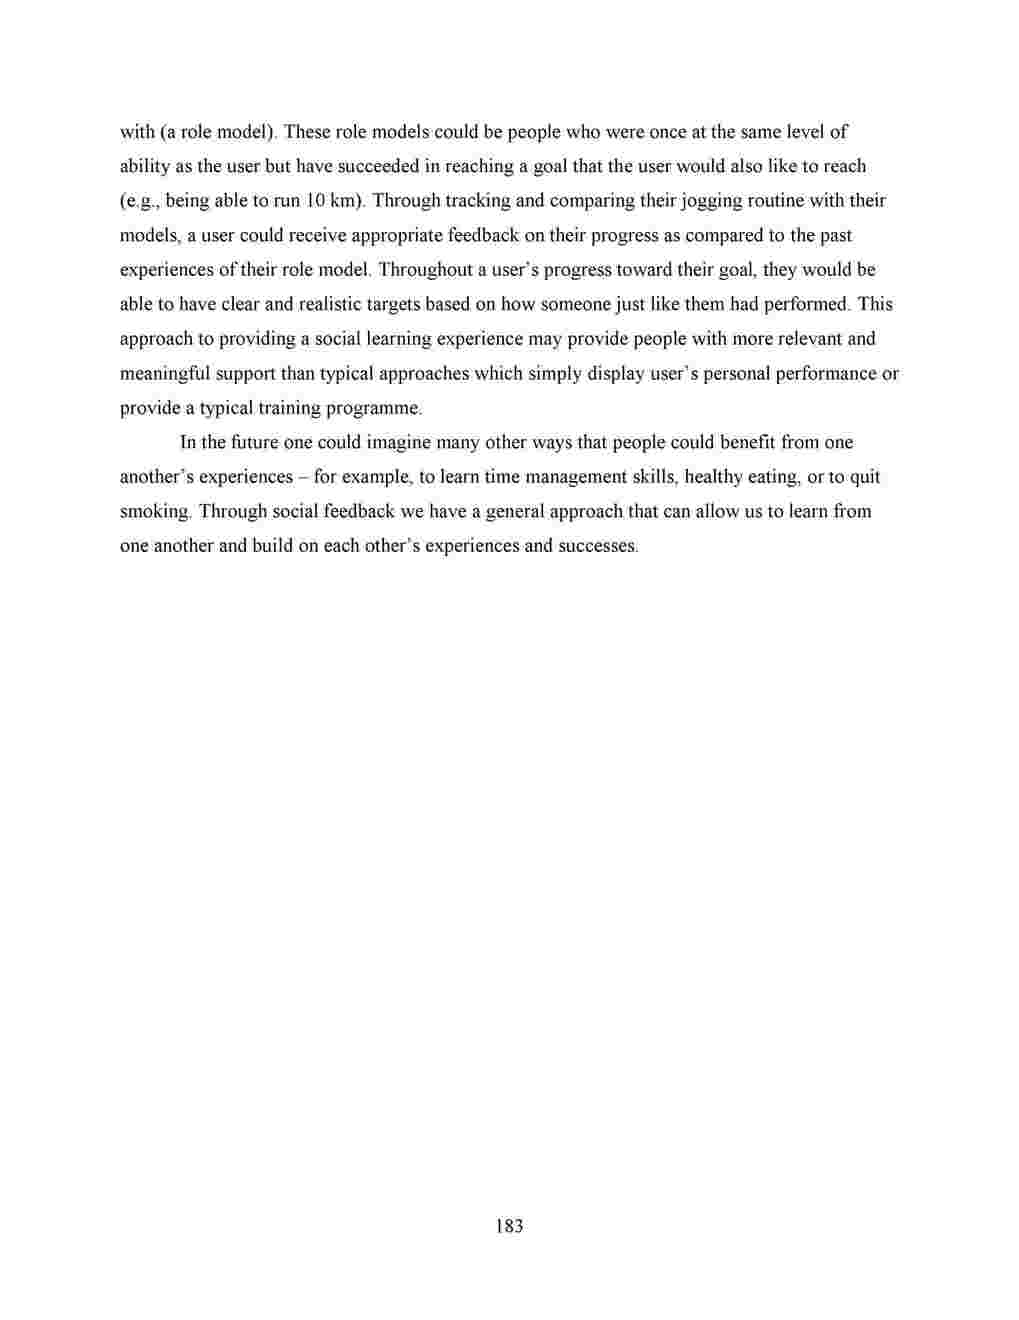 with (a role model). These role models could be people who were once at the same level of
ability as the user but have succeeded in reaching a goal that the user would also like to reach
(e.g., being able to run 10 km). Through tracking and comparing their jogging routine with their
models, a user could receive appropriate feedback on their progress as compared to the past
experiences of their role model. Throughout a user’s progress toward their goal, they would be
able to have clear and realistic targets based on how someone just like them had performed. This
approach to providing a social learning experience may provide people with more relevant and
meaningful support than typical approaches which simply display user’s personal performance or
provide a typical training programme.
In the future one could imagine many other ways that people could benefit from one
another’s experiences – for example, to learn time management skills, healthy eating, or to quit
smoking. Through social feedback we have a general approach that can allow us to learn from
one another and build on each other’s experiences and successes.
183